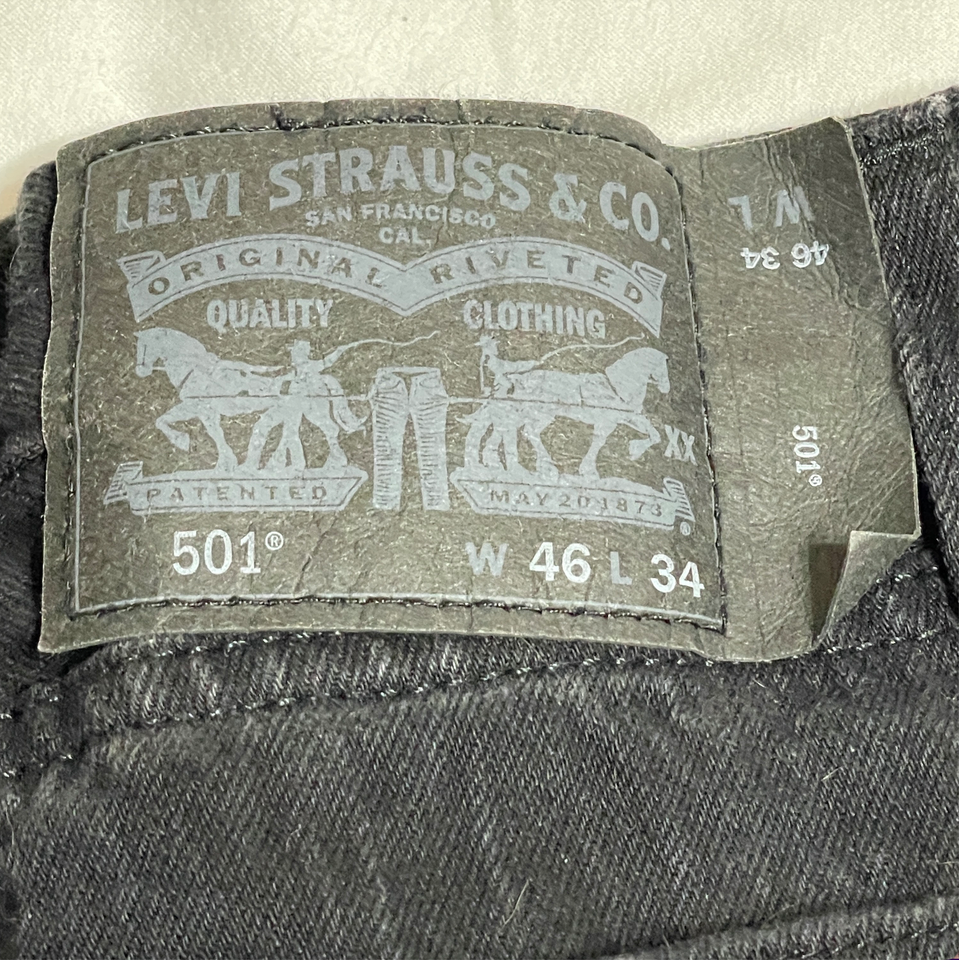 LEVI STRAUSS & CO.
SAN FRANCISCO
CAL.
ORIGINAL RIVETED
QUALITY CLOTHING
XX
PATENTED MAY 20 1873 ®
501® W 46 L 34
W L
46 34
501®